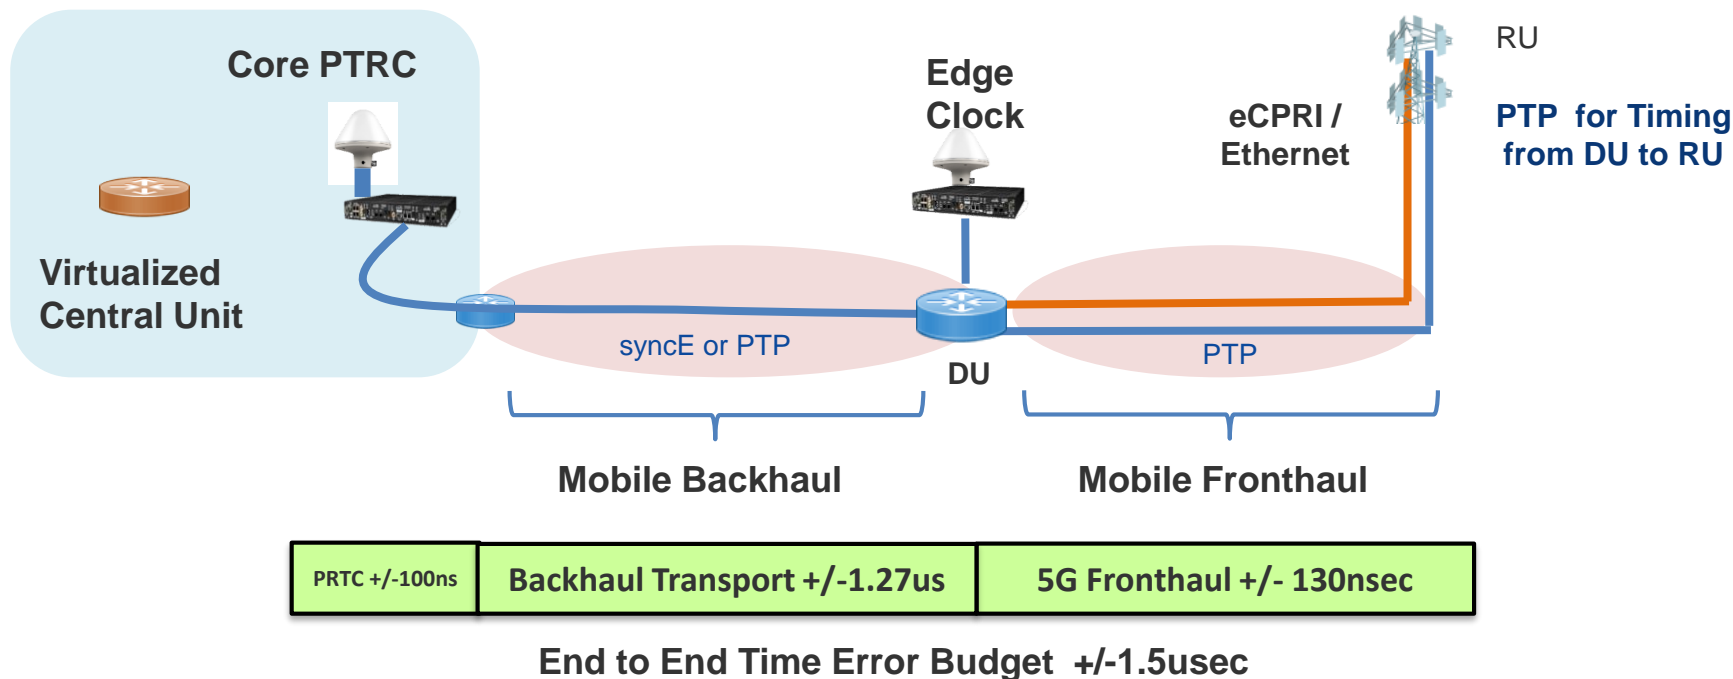 Core PTRC
Edge
Clock
RU
eCPRI /
Ethernet
PTP for Timing
from DU to RU
Virtualized
Central Unit
syncE or PTP
DU
PTP
Mobile Backhaul
Mobile Fronthaul
PRTC +/-100ns
Backhaul Transport +/-1.27us
5G Fronthaul +/- 130nsec
End to End Time Error Budget +/-1.5usec